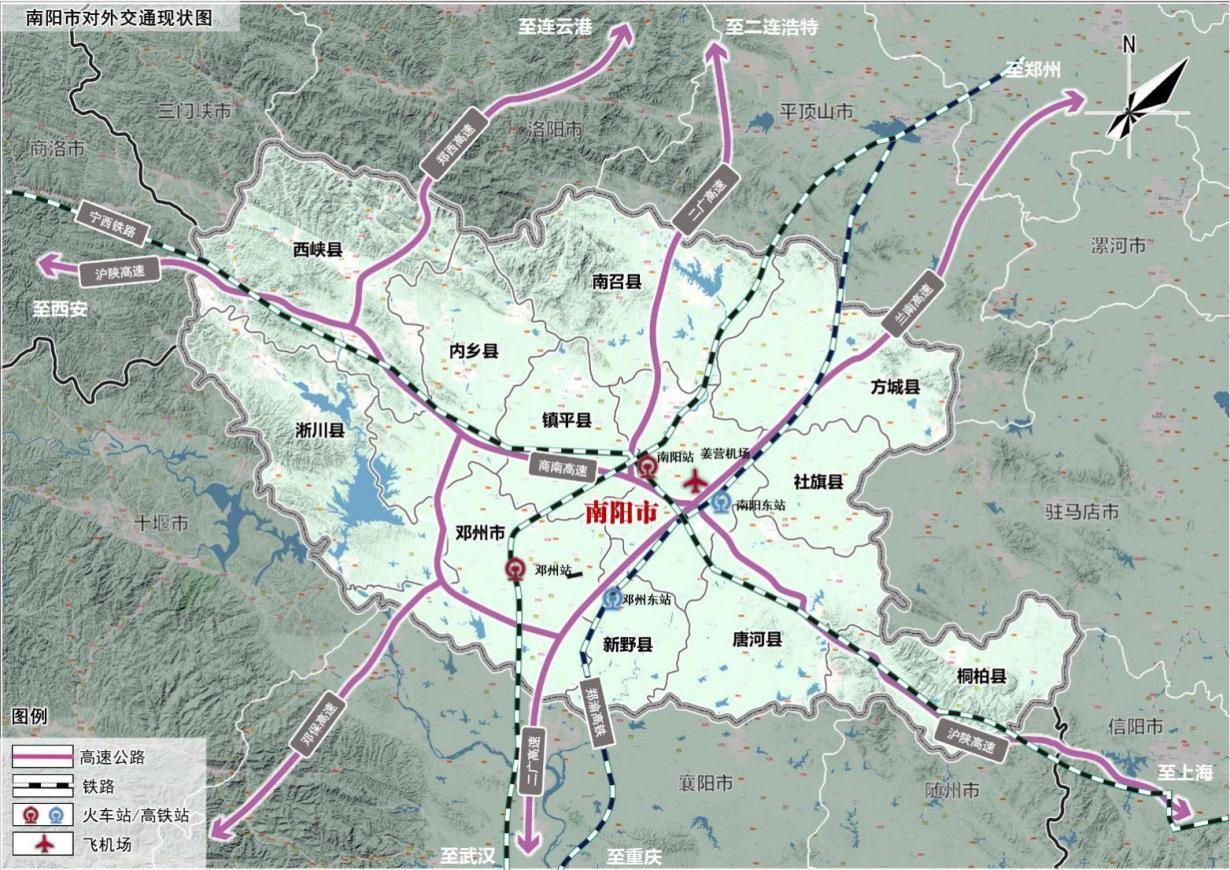 南阳市对外交通现状图
至连云港
至二连浩特
N
至郑州
三门峡市
洛阳市
平顶山市
商洛市
郑西高速
二广高速
宁西铁路
西峡县
漯河市
沪陕高速
南召县
至西安
兰南高速
内乡县
方城县
镇平县
淅川县
南阳站
姜营机场
商南高速
社旗县
南阳东站
南阳市
十堰市
驻马店市
邓州市
邓州站
邓州东站
新野县
唐河县
桐柏县
郑渝高铁
图例
邓保高速
信阳市
沪陕高速
高速公路
二广高速
至上海
铁路
襄阳市
随州市
火车站/高铁站
飞机场
至武汉
至重庆